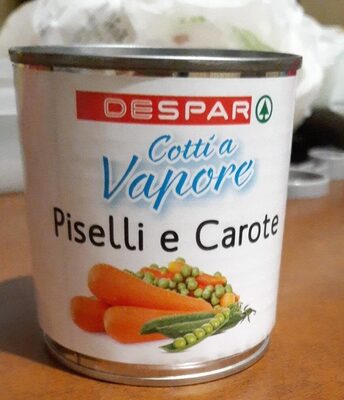 DESPAR
Cotti a
Vapore
Piselli e Carote